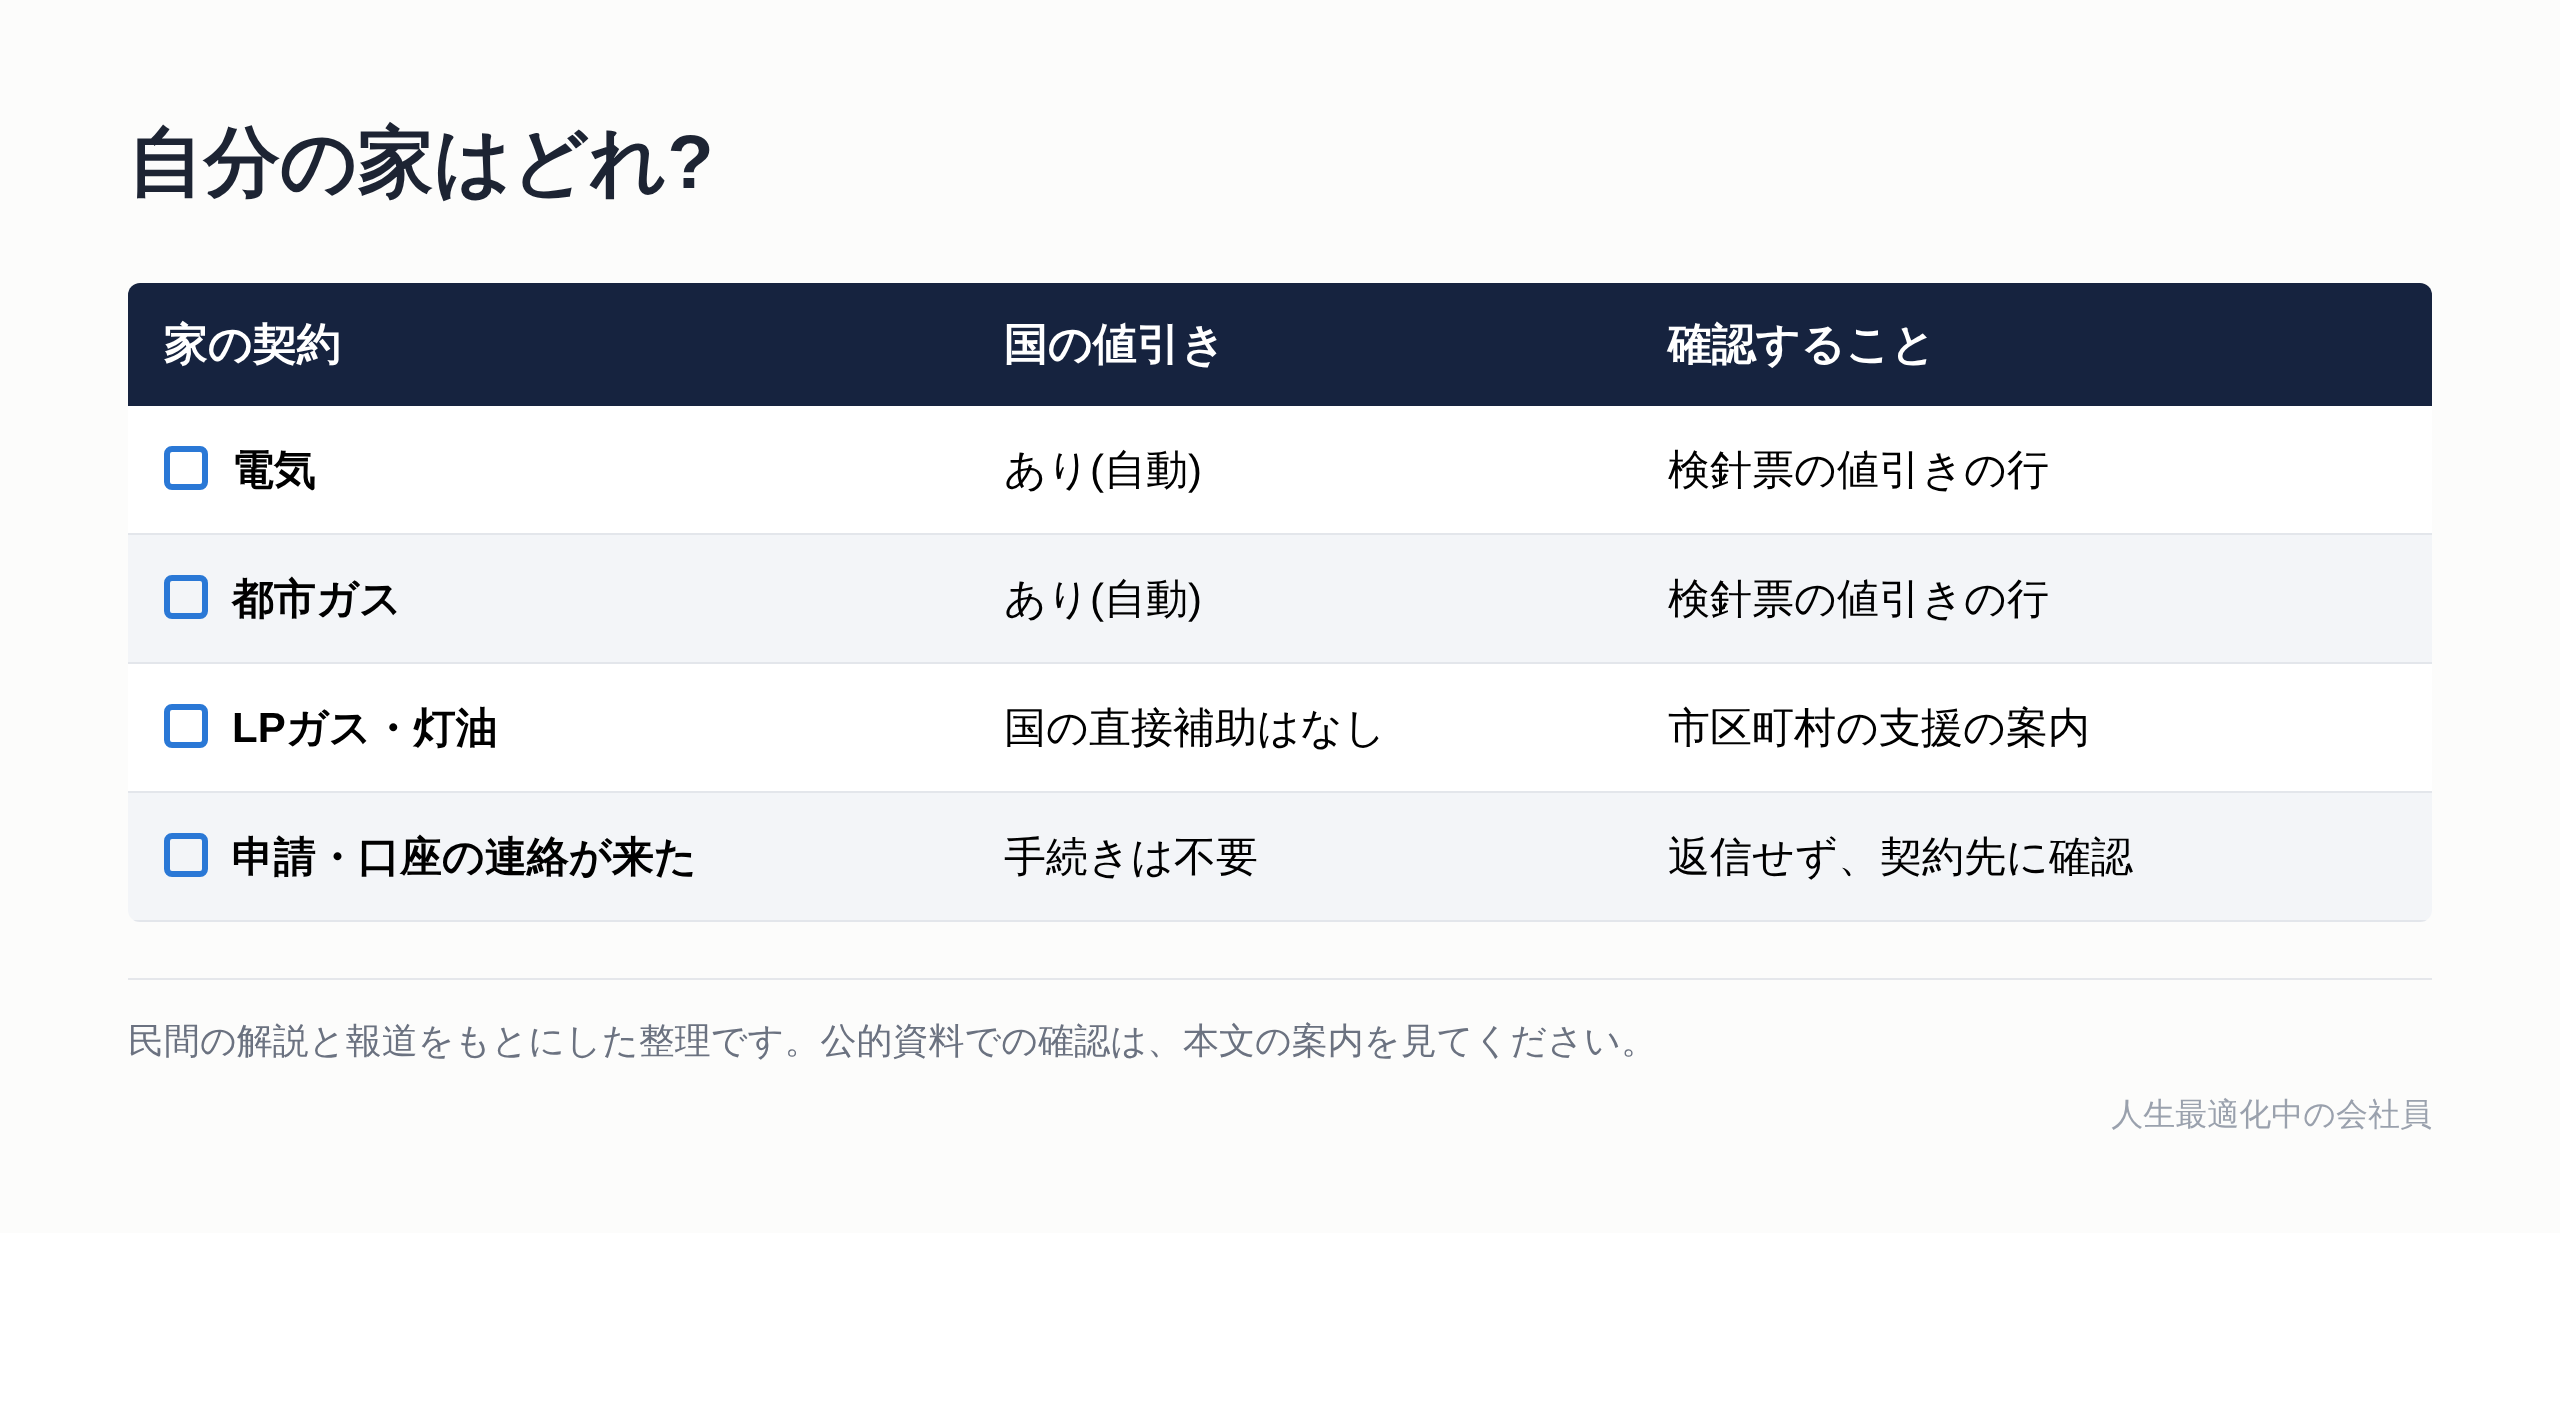 自分の家はどれ?
家の契約 国の値引き 確認すること
電気 あり(自動) 検針票の値引きの行
都市ガス あり(自動) 検針票の値引きの行
LPガス・灯油 国の直接補助はなし 市区町村の支援の案内
申請・口座の連絡が来た 手続きは不要 返信せず、契約先に確認
民間の解説と報道をもとにした整理です。公的資料での確認は、本文の案内を見てください。
人生最適化中の会社員